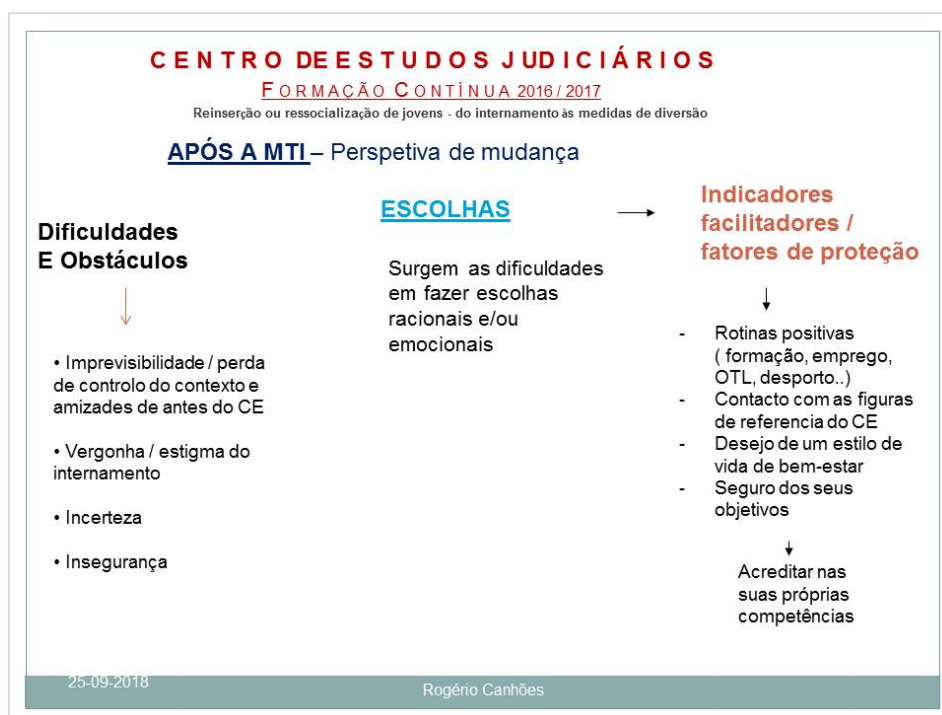 CENTRO DE ESTUDOS JUDICIÁRIOS
FORMAÇÃO CONTÍNUA 2016 / 2017
Reinserção ou ressocialização de jovens - do internamento às medidas de diversão
APÓS A MTI – Perspetiva de mudança
Dificuldades
E Obstáculos
• Imprevisibilidade / perda
de controlo do contexto e
amizades de antes do CE
• Vergonha / estigma do
internamento
• Incerteza
• Insegurança
ESCOLHAS
Surgem as dificuldades
em fazer escolhas
racionais e/ou
emocionais
Indicadores
facilitadores /
fatores de proteção
- Rotinas positivas
( formação, emprego,
OTL, desporto..)
- Contacto com as figuras
de referencia do CE
- Desejo de um estilo de
vida de bem-estar
- Seguro dos seus
objetivos
Acreditar nas
suas próprias
competências
25-09-2018
Rogério Canhões